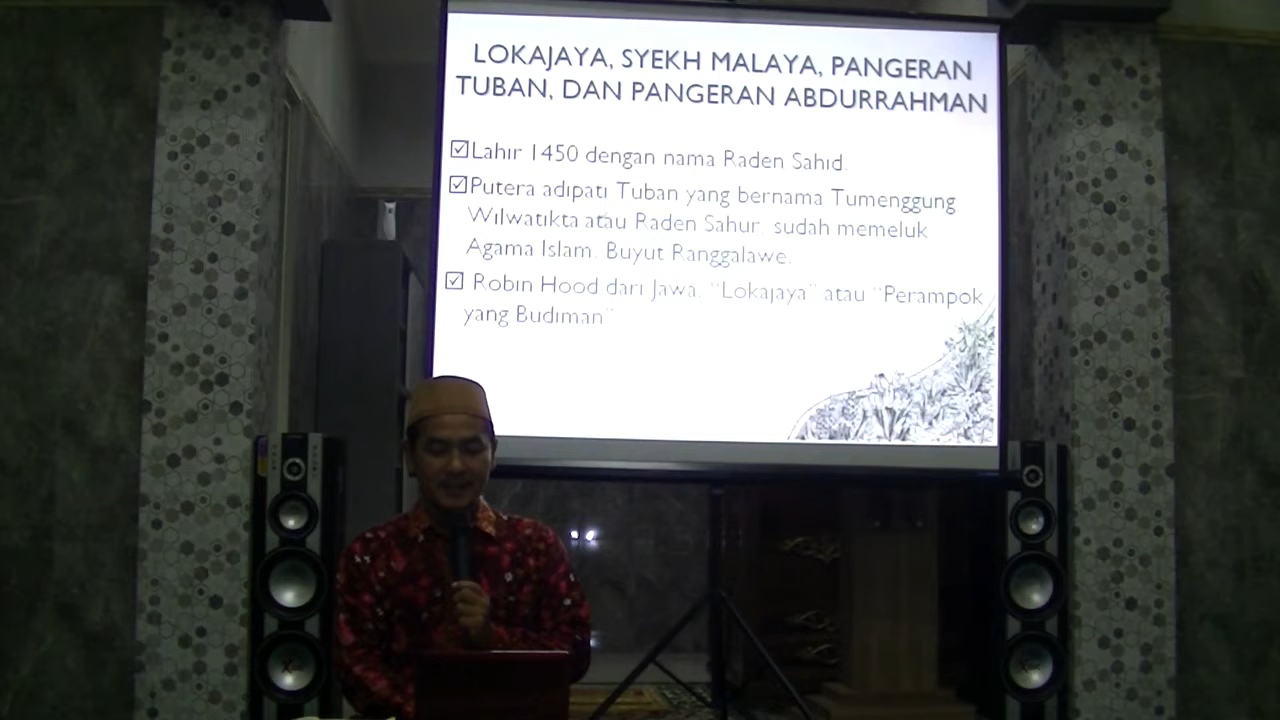 LOKAJAYA, SYEKH MALAYA, PANGERAN
TUBAN, DAN PANGERAN ABDURRAHMAN
☑Lahir 1450 dengan nama Raden Sahid.
☑Putera adipati Tuban yang bernama Tumenggung
Wilwatikta atau Raden Sahur, sudah memeluk
Agama Islam. Buyut Ranggalawe.
☑ Robin Hood dari Jawa. "Lokajaya" atau "Perampok
yang Budiman"